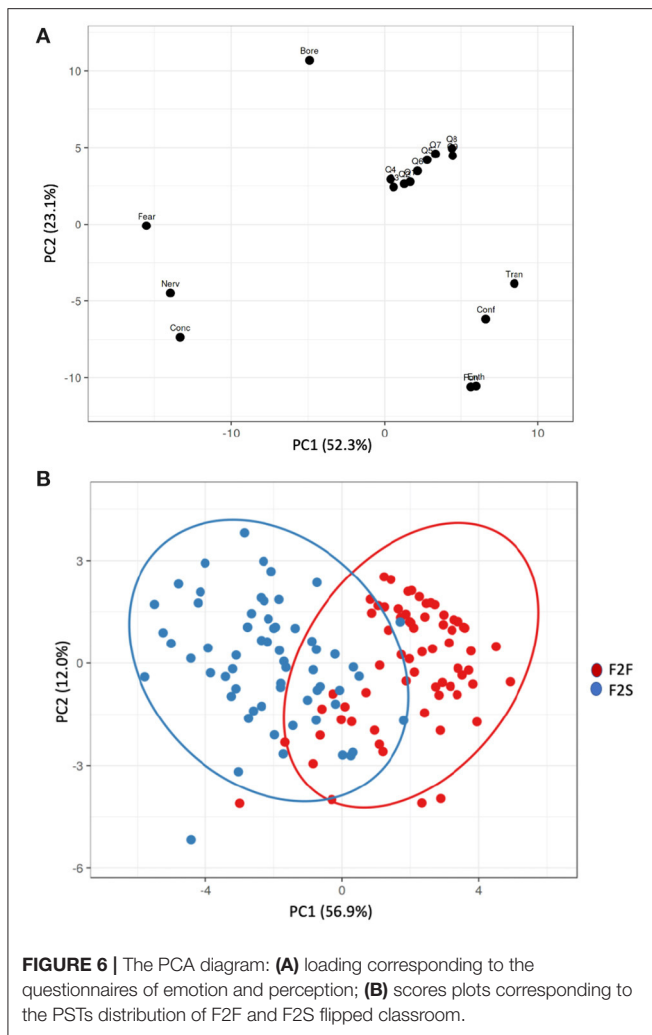 A
Bore
10
Q8
Q7
Q5
5
Q6
Q4
PC2 (23.1%)
0
Fear
Tran
Nerv
-5
Conf
Conc
Enth
-10
-10
0
10
PC1 (52.3%)
B
3
0
PC2 (12.0%)
F2F
F2S
-3
-6
-4
0
4
PC1 (56.9%)
FIGURE 6 | The PCA diagram: (A) loading corresponding to the
questionnaires of emotion and perception; (B) scores plots corresponding to
the PSTs distribution of F2F and F2S flipped classroom.